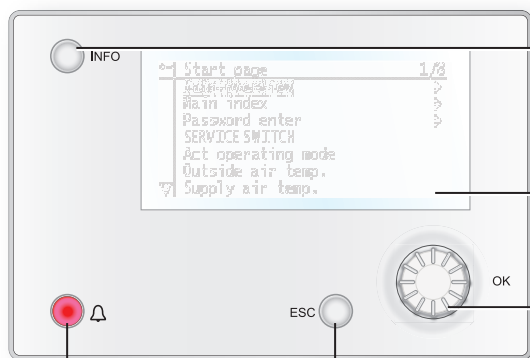 INFO
Start page 1/8
Main index
Password enter
SERVICE SWITCH
Act operating mode
Outside air temp.
Supply air temp.
OK
ESC